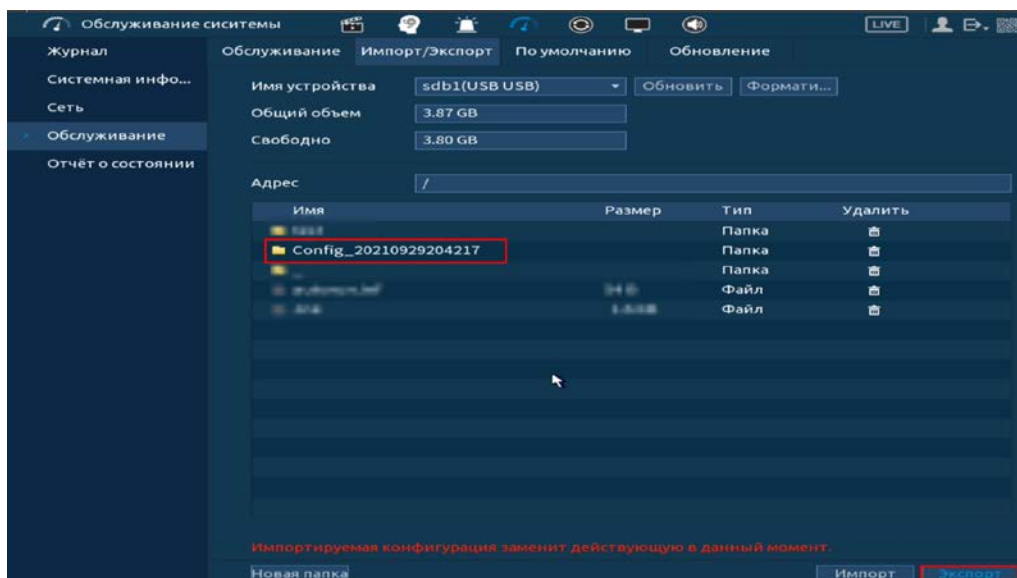 Обслуживание сиситемы LIVE
Журнал
Системная инфо...
Сеть
Обслуживание
Отчёт о состоянии
Обслуживание Импорт/Экспорт По умолчанию Обновление
Имя устройства sdb1(USB USB) Обновить Формати...
Общий объем 3.87 GB
Свободно 3.80 GB
Адрес /
Имя Размер Тип Удалить
Папка
Config_20210929204217 Папка
_ Папка
Файл
Файл
Импортируемая конфигурация заменит действующую в данный момент.
Новая папка Импорт Экспорт